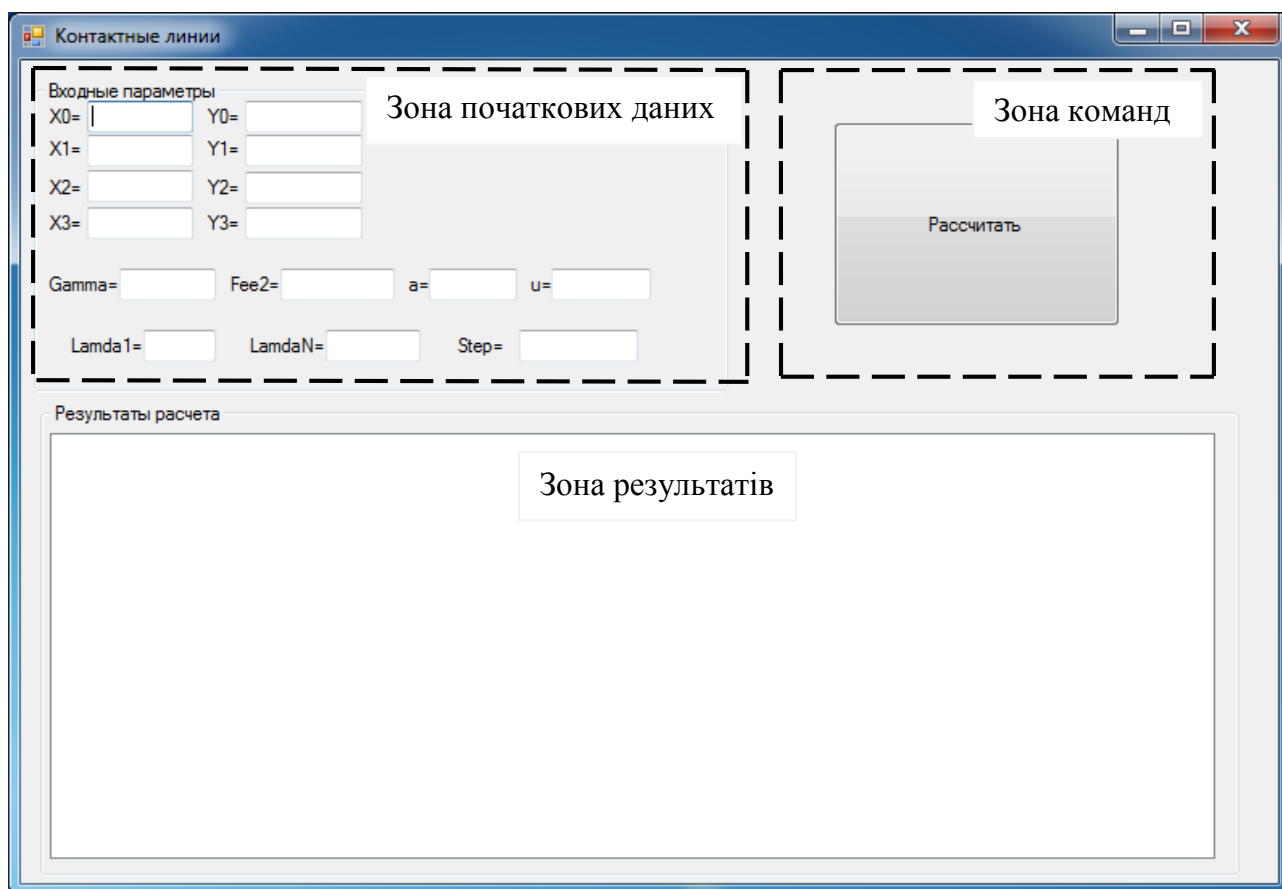 Контактные линии
Входные параметры
Зона початкових даних
Зона команд
X0= Y0=
X1= Y1=
X2= Y2=
X3= Y3=
Рассчитать
Gamma= Fee2= a= u=
Lamda1= LamdaN= Step=
Результаты расчета
Зона результатів